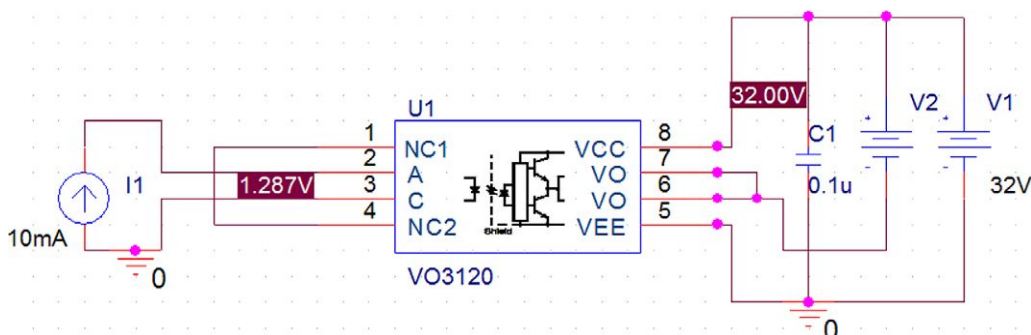 U1
32.00V
V2
V1
1
NC1
VCC
8
C1
2
A
VO
7
I1
1.287V
3
C
VO
6
0.1u
32V
4
NC2
VEE
5
10mA
Shield
0
VO3120
0